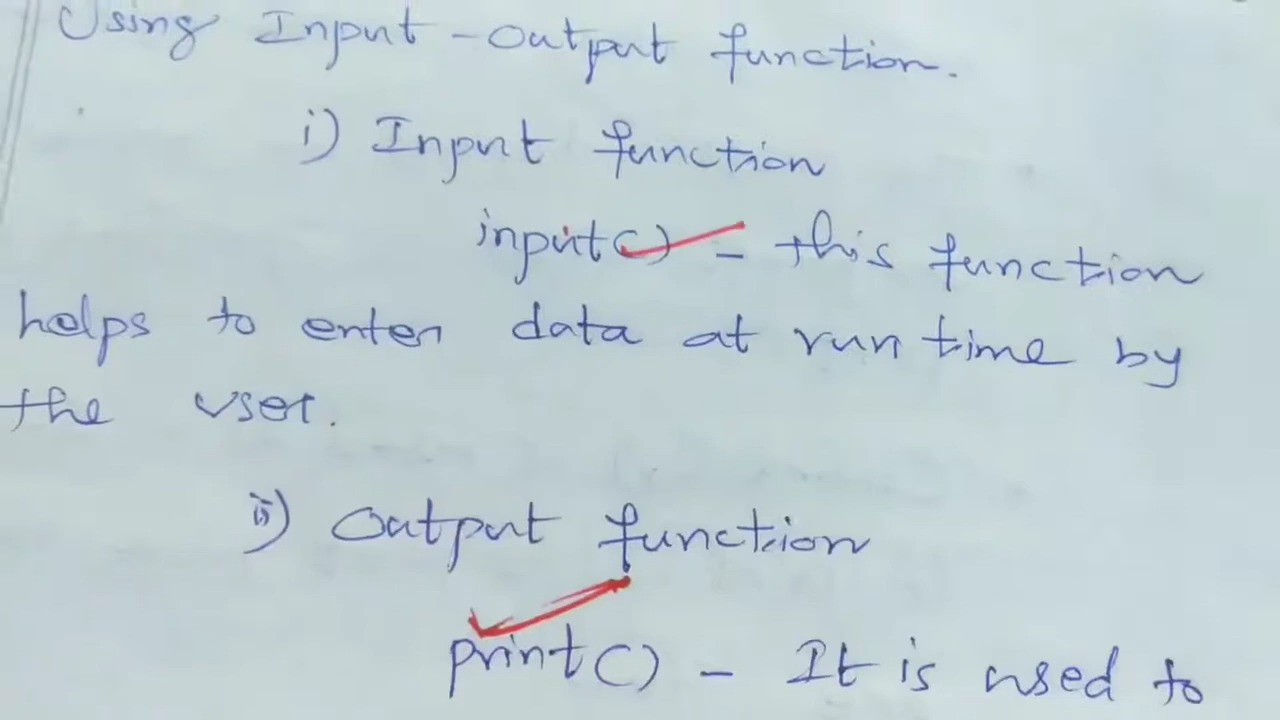 Using Input-Output function.
i) Input function
input() - this function
helps to enter data at run time by
the user.
ii) Output function
print() - It is used to